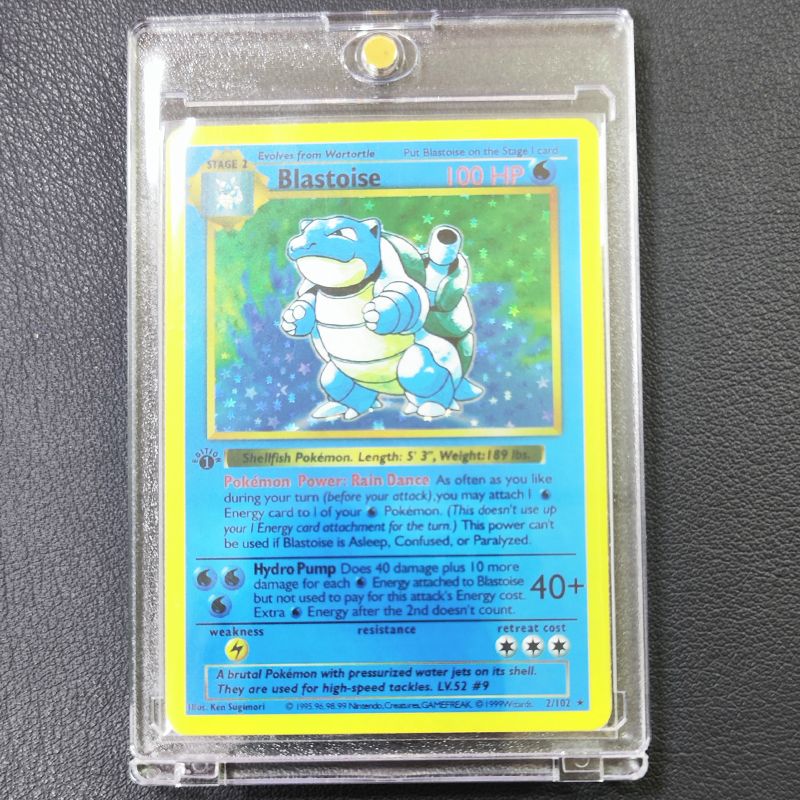 Evolves from Wartortle Put Blastoise on the Stage 1 card
STAGE 2
Blastoise 100 HP
EDITION
1
Shellfish Pokémon. Length: 5' 3", Weight: 189 lbs.
Pokémon Power: Rain Dance As often as you like
during your turn (before your attack), you may attach 1
Energy card to 1 of your Pokémon. (This doesn't use up
your 1 Energy card attachment for the turn.) This power can't
be used if Blastoise is Asleep, Confused, or Paralyzed.
Hydro Pump Does 40 damage plus 10 more
damage for each Energy attached to Blastoise
but not used to pay for this attack's Energy cost.
Extra Energy after the 2nd doesn't count.
40+
weakness resistance retreat cost
A brutal Pokémon with pressurized water jets on its shell.
They are used for high-speed tackles. LV.52 #9
Illus. Ken Sugimori © 1995, 96, 98, 99 Nintendo, Creatures, GAMEFREAK. © 1999 Wizards. 2/102 ★